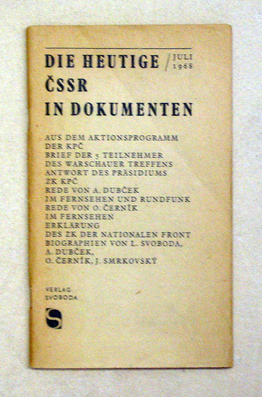 DIE HEUTIGE / JULI 1968
ČSSR
IN DOKUMENTEN
AUS DEM AKTIONSPROGRAMM
DER KPČ
BRIEF DER 5 TEILNEHMER
DES WARSCHAUER TREFFENS
ANTWORT DES PRÄSIDIUMS
ZK KPČ
REDE VON A. DUBČEK
IM FERNSEHEN UND RUNDFUNK
REDE VON O. ČERNÍK
IM FERNSEHEN
ERKLÄRUNG
DES ZK DER NATIONALEN FRONT
BIOGRAPHIEN VON L. SVOBODA,
A. DUBČEK,
O. ČERNÍK, J. SMRKOVSKÝ
VERLAG
SVOBODA
S